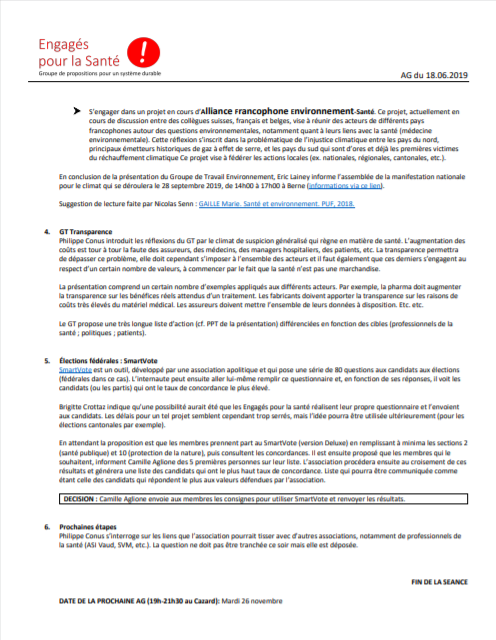 Engagés
pour la Santé
!
Groupe de propositions pour un système durable
AG du 18.06.2019
➤ S'engager dans un projet en cours d'Alliance Francophone Environnement-Santé. Ce projet, actuellement en
cours de discussion entre des collègues suisses, français et belges, vise à réunir des acteurs de différents pays
francophones autour des questions environnementales, notamment quant à leurs liens avec la santé (médecine
environnementale). Cette réflexion s'inscrit dans la problématique de l'injustice climatique entre les pays du nord,
principaux émetteurs historiques de gaz à effet de serre, et les pays du sud qui sont d'ores et déjà les premières victimes
du réchauffement climatique Ce projet vise à fédérer les actions locales (ex. nationales, régionales, cantonales, etc.).
En conclusion de la présentation du Groupe de Travail Environnement, Eric Lainey informe l'assemblée de la manifestation nationale
pour le climat qui se déroulera le 28 septembre 2019, de 14h00 à 17h00 à Berne (informations via ce lien).
Suggestion de lecture faite par Nicolas Senn : GAILLE Marie. Santé et environnement. PUF, 2018.
4. GT Transparence
Philippe Conus introduit les réflexions du GT par le climat de suspicion généralisé qui règne en matière de santé. L'augmentation des
coûts est tour à tour la faute des assureurs, des médecins, des managers hospitaliers, des patients, etc. La transparence permettra
de dépasser ce problème, elle doit cependant s'imposer à l'ensemble des acteurs et il faut également que ces derniers s'engagent au
respect d'un certain nombre de valeurs, à commencer par le fait que la santé n'est pas une marchandise.
La présentation comprend un certain nombre d'exemples appliqués aux différents acteurs. Par exemple, la pharma doit augmenter
la transparence sur les bénéfices réels attendus d'un traitement. Les fabricants doivent apporter la transparence sur les raisons de
coûts très élevés du matériel médical. Les assureurs doivent mettre l'ensemble de leurs données à disposition. Etc. etc.
Le GT propose une très longue liste d'action (cf. PPT de la présentation) différenciées en fonction des cibles (professionnels de la
santé ; politiques ; patients).
5. Élections fédérales : SmartVote
SmartVote est un outil, développé par une association apolitique et qui pose une série de 80 questions aux candidats aux élections
(fédérales dans ce cas). L'internaute peut ensuite aller lui-même remplir ce questionnaire et, en fonction de ses réponses, il voit les
candidats (ou les partis) qui ont le taux de concordance le plus élevé.
Brigitte Crottaz indique qu'une possibilité aurait été que les Engagés pour la santé réalisent leur propre questionnaire et l'envoient
aux candidats. Les délais pour un tel projet semblent cependant trop serrés, mais l'idée pourra être utilisée ultérieurement (pour les
élections cantonales par exemple).
En attendant la proposition est que les membres prennent part au SmartVote (version Deluxe) en remplissant à minima les sections 2
(santé publique) et 10 (protection de la nature), puis consultent les concordances. Il est ensuite proposé que les membres qui le
souhaitent, informent Camille Aglione des 5 premières personnes sur leur liste. L'association procédera ensuite au croisement de ces
résultats et générera une liste des candidats qui ont le plus haut taux de concordance. Liste qui pourra être communiquée comme
étant celle des candidats qui répondent le plus aux valeurs défendues par l'association.
DECISION : Camille Aglione envoie aux membres les consignes pour utiliser SmartVote et renvoyer les résultats.
6. Prochaines étapes
Philippe Conus s'interroge sur les liens que l'association pourrait tisser avec d'autres associations, notamment de professionnels de
la santé (ASI Vaud, SVM, etc.). La question ne doit pas être tranchée ce soir mais elle est déposée.
FIN DE LA SEANCE
DATE DE LA PROCHAINE AG (19h-21h30 au Cazard): Mardi 26 novembre